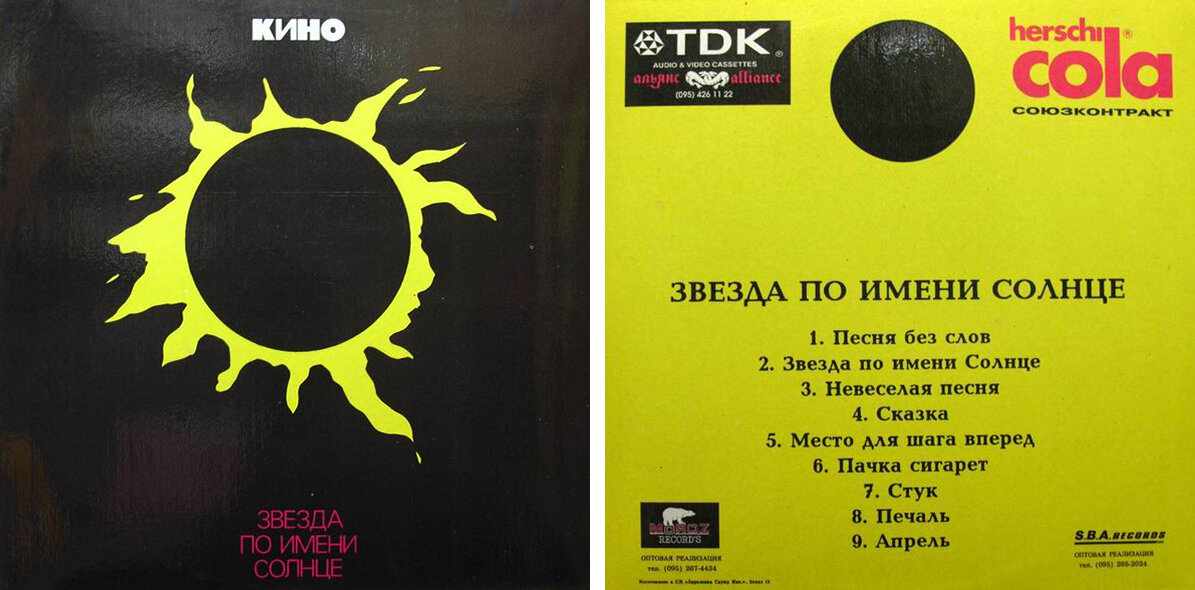 КИНО
ЗВЕЗДА
ПО ИМЕНИ
СОЛНЦЕ
TDK®
AUDIO & VIDEO CASSETTES
альянс alliance
(095) 426 11 22
herschi®
cola
СОЮЗКОНТРАКТ
ЗВЕЗДА ПО ИМЕНИ СОЛНЦЕ
1. Песня без слов
2. Звезда по имени Солнце
3. Невеселая песня
4. Сказка
5. Место для шага вперед
6. Пачка сигарет
7. Стук
8. Печаль
9. Апрель
MOROZ
RECORD'S
ОПТОВАЯ РЕАЛИЗАЦИЯ
тел. (095) 267-4434
S.B.A. RECORDS
ОПТОВАЯ РЕАЛИЗАЦИЯ
тел. (095) 265-2024
Изготовлено в